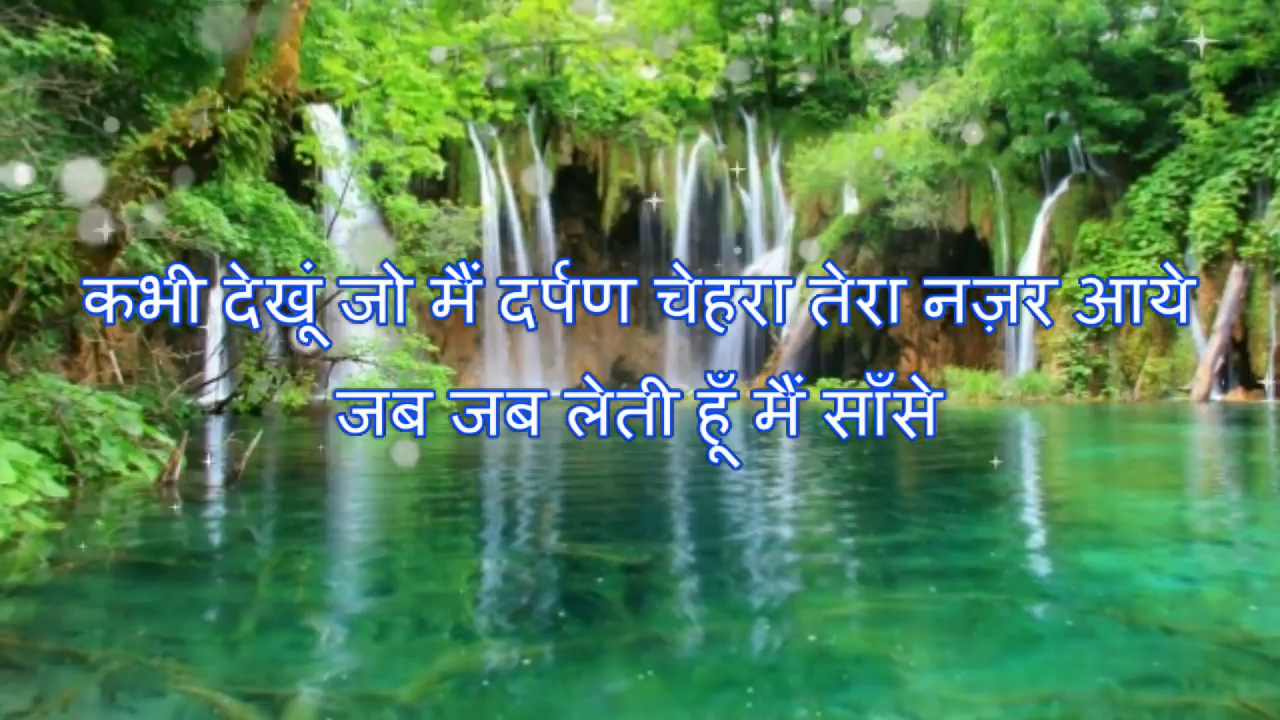 कभी देखूं जो मैं दर्पण चेहरा तेरा नज़र आये
जब जब लेती हूँ मैं साँसे